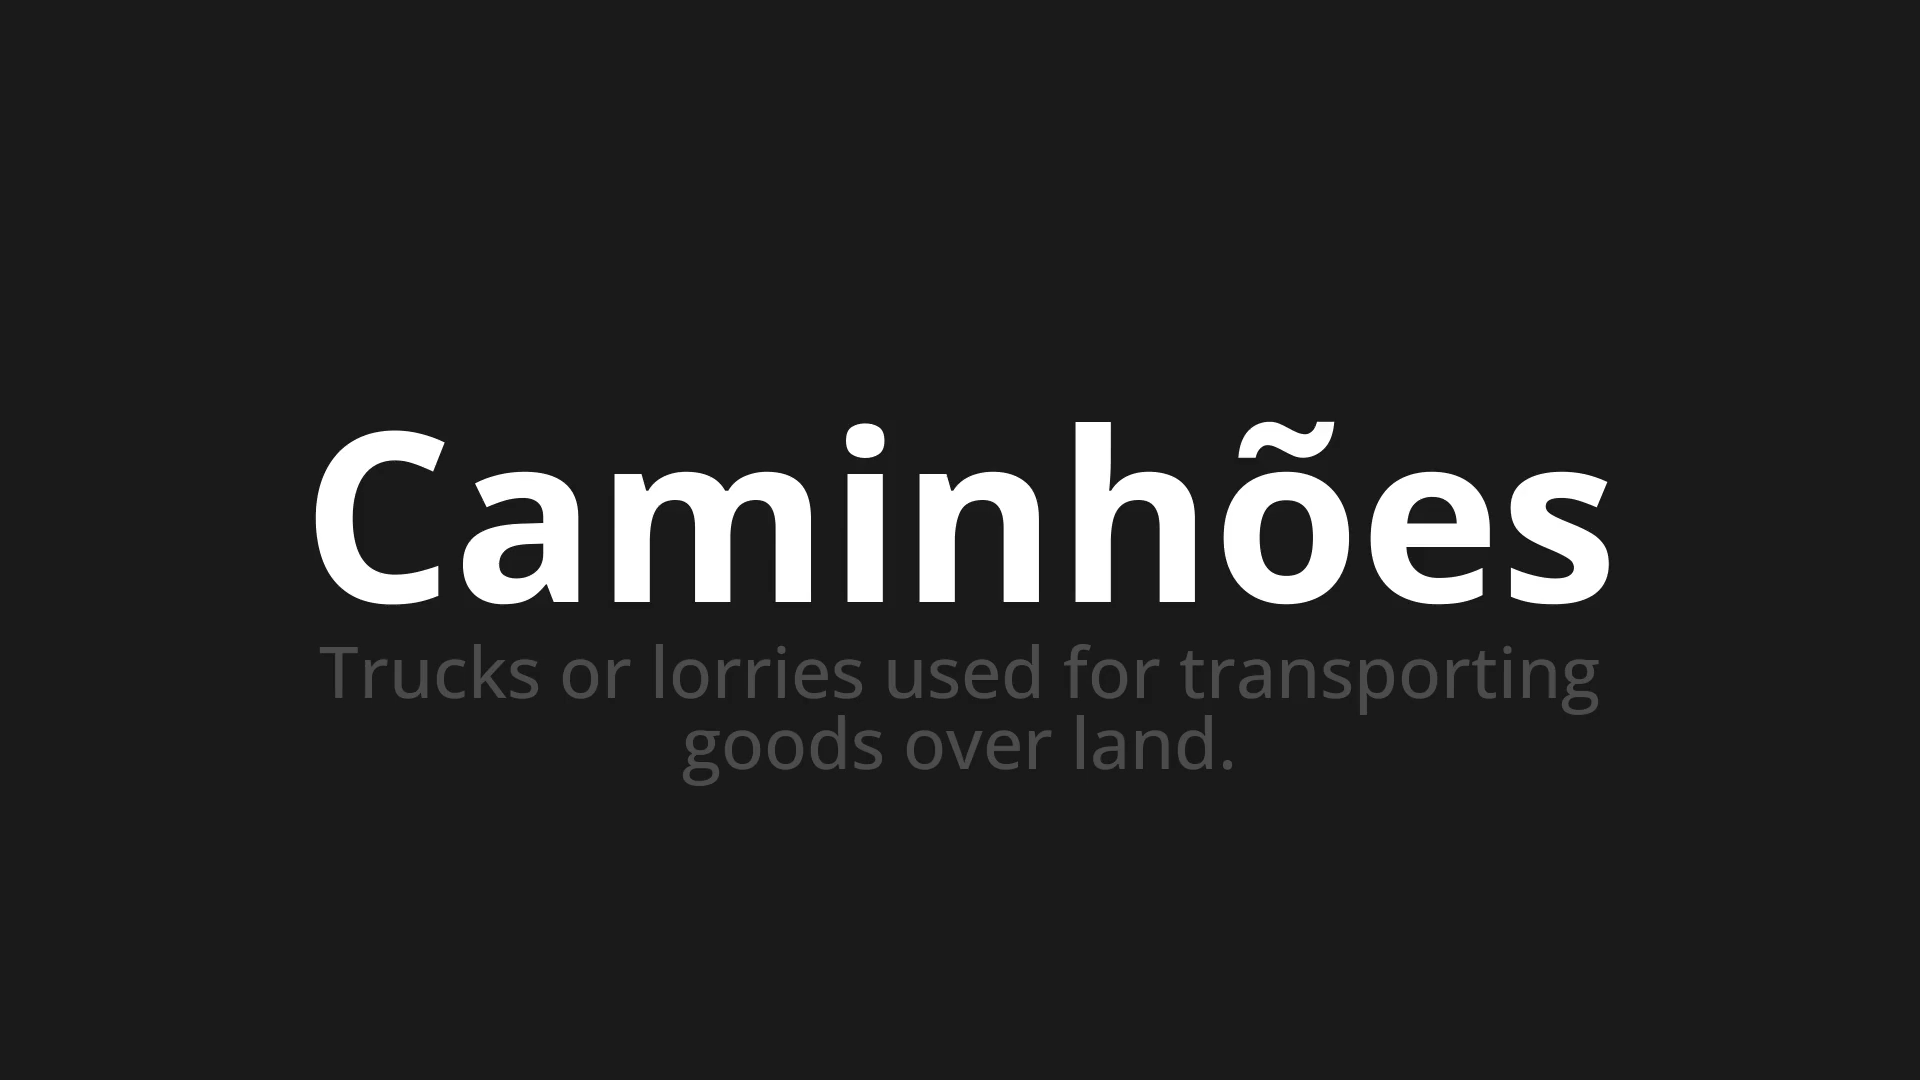 Caminhões
Trucks or lorries used for transporting
goods over land.